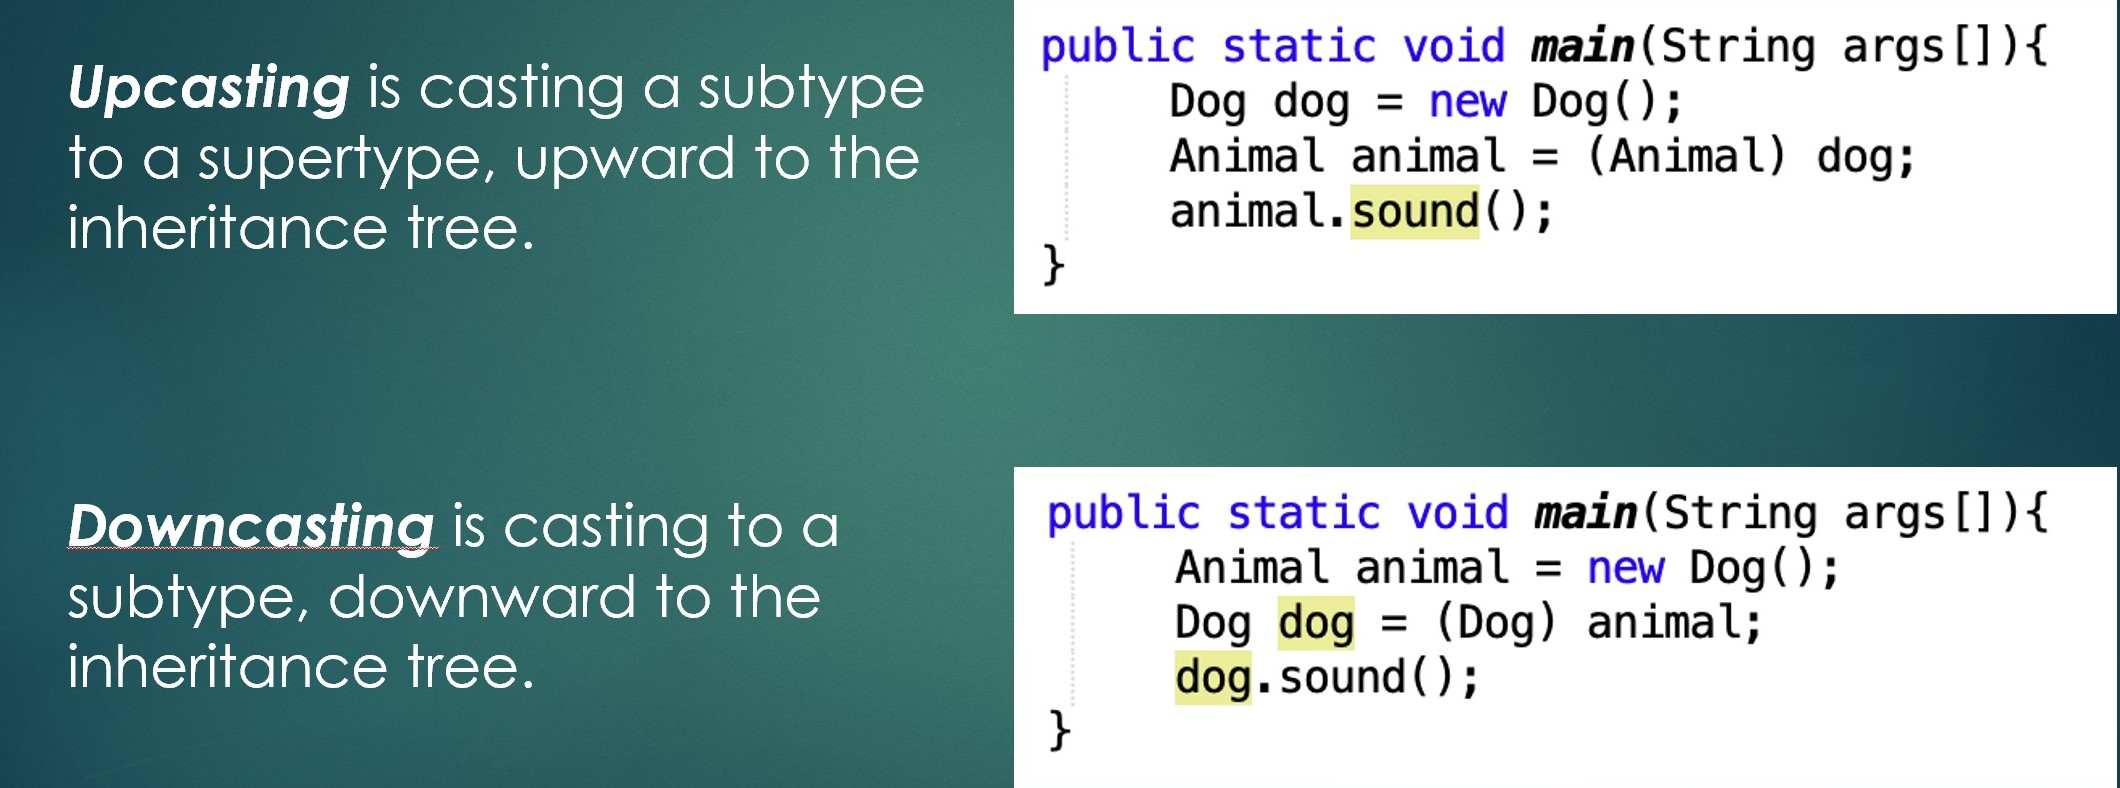 Upcasting is casting a subtype
to a supertype, upward to the
inheritance tree.
public static void main(String args[]){
Dog dog = new Dog();
Animal animal = (Animal) dog;
animal.sound();
}
Downcasting is casting to a
subtype, downward to the
inheritance tree.
public static void main(String args[]){
Animal animal = new Dog();
Dog dog = (Dog) animal;
dog.sound();
}